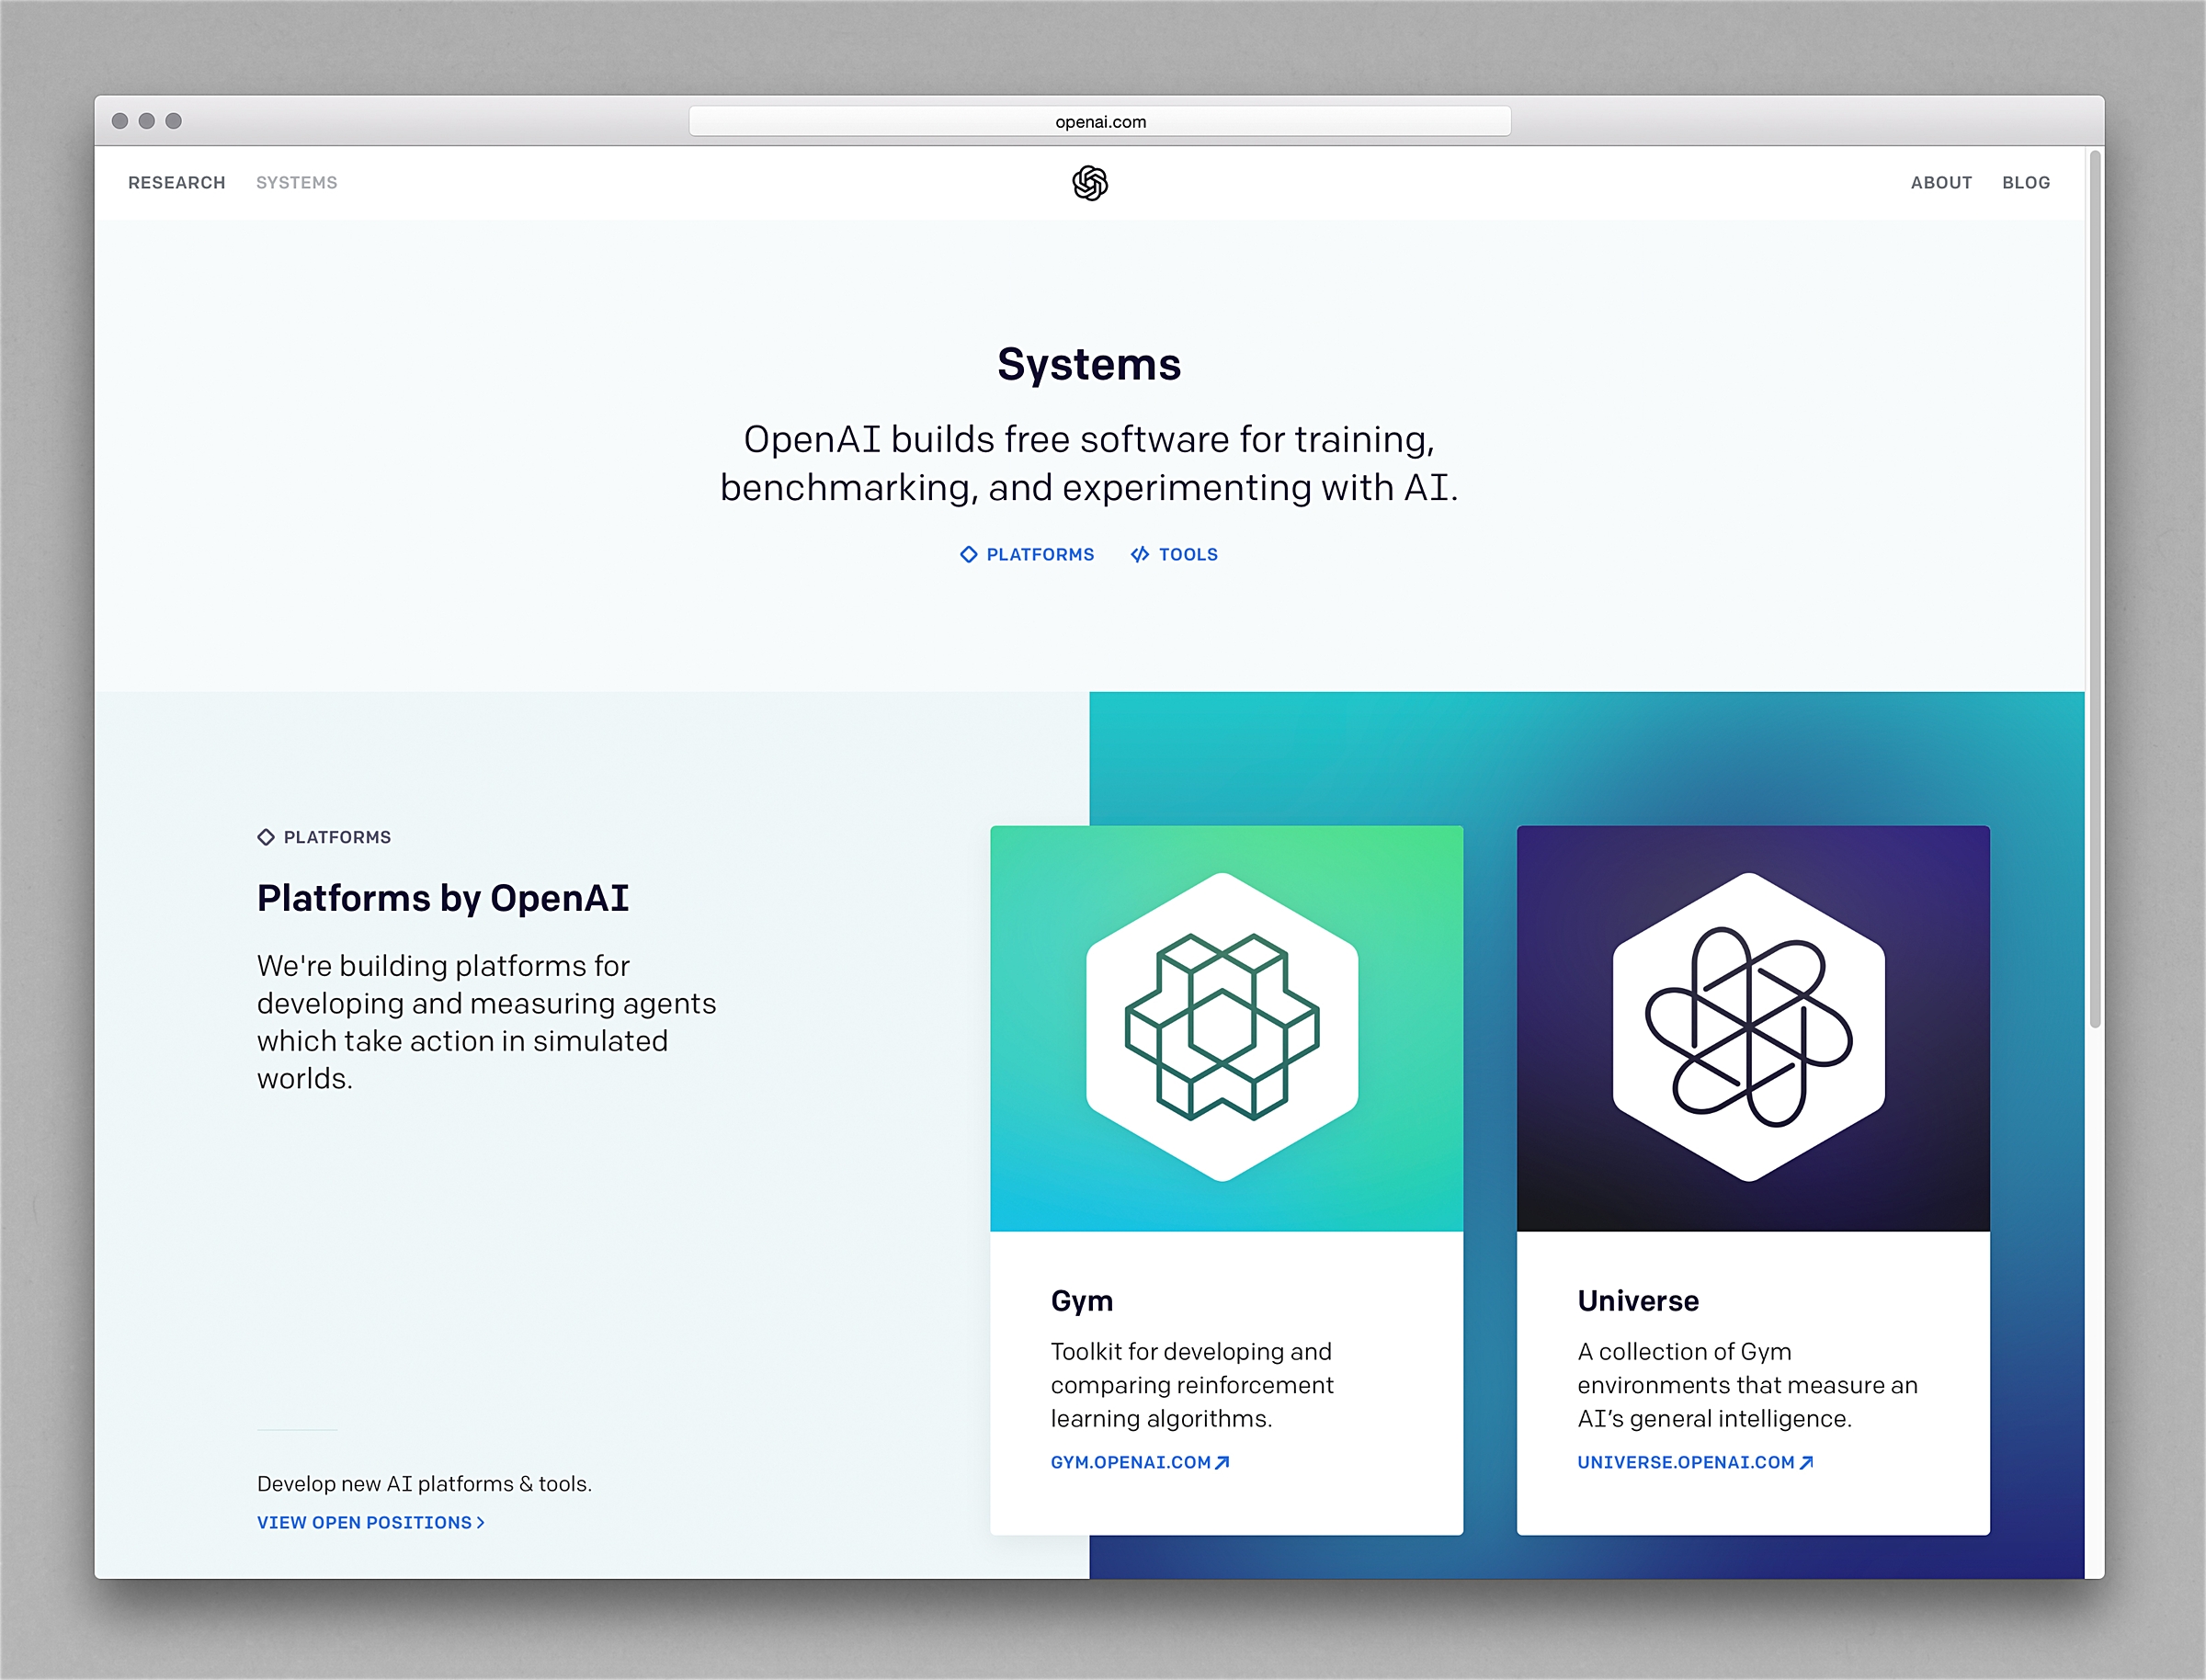 openai.com
RESEARCH SYSTEMS ABOUT BLOG
Systems
OpenAI builds free software for training,
benchmarking, and experimenting with AI.
PLATFORMS TOOLS
PLATFORMS
Platforms by OpenAI
We're building platforms for
developing and measuring agents
which take action in simulated
worlds.
Develop new AI platforms & tools.
VIEW OPEN POSITIONS
Gym
Toolkit for developing and
comparing reinforcement
learning algorithms.
GYM.OPENAI.COM
Universe
A collection of Gym
environments that measure an
AI’s general intelligence.
UNIVERSE.OPENAI.COM